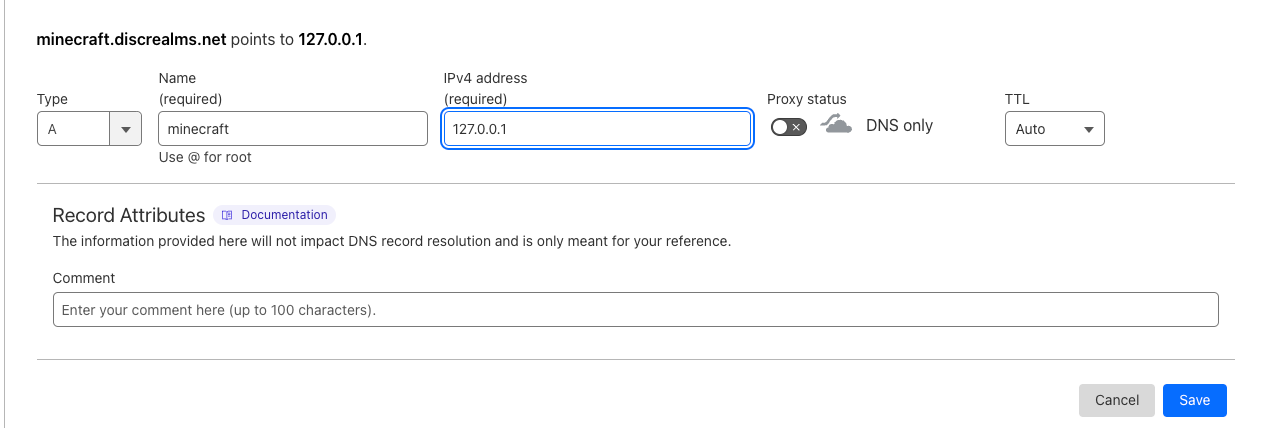 minecraft.discrealms.net points to 127.0.0.1.
Name
IPv4 address
Type
(required)
(required)
Proxy status
TTL
A
minecraft
127.0.0.1
DNS only
Auto
Use @ for root
Record Attributes
Documentation
The information provided here will not impact DNS record resolution and is only meant for your reference.
Comment
Enter your comment here (up to 100 characters).
Cancel
Save